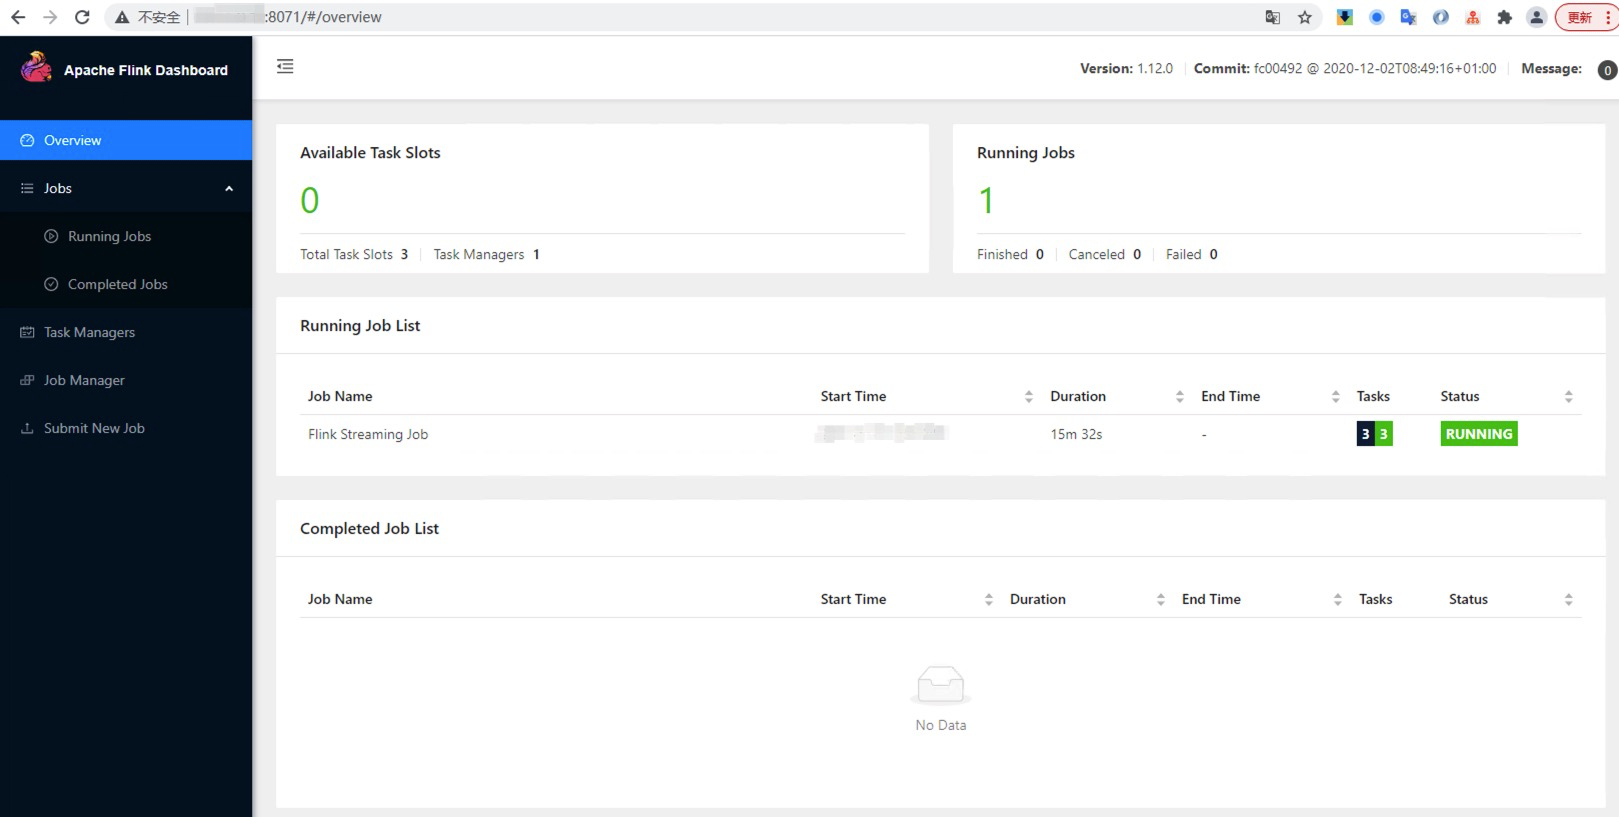 不安全 :8071/#/overview 更新
Apache Flink Dashboard
Version: 1.12.0 Commit: fc00492 @ 2020-12-02T08:49:16+01:00 Message: 0
Overview
Jobs
Running Jobs
Completed Jobs
Task Managers
Job Manager
Submit New Job
Available Task Slots
0
Total Task Slots 3 Task Managers 1
Running Jobs
1
Finished 0 Canceled 0 Failed 0
Running Job List
Job Name Start Time Duration End Time Tasks Status
Flink Streaming Job 15m 32s - 3 3 RUNNING
Completed Job List
Job Name Start Time Duration End Time Tasks Status
No Data